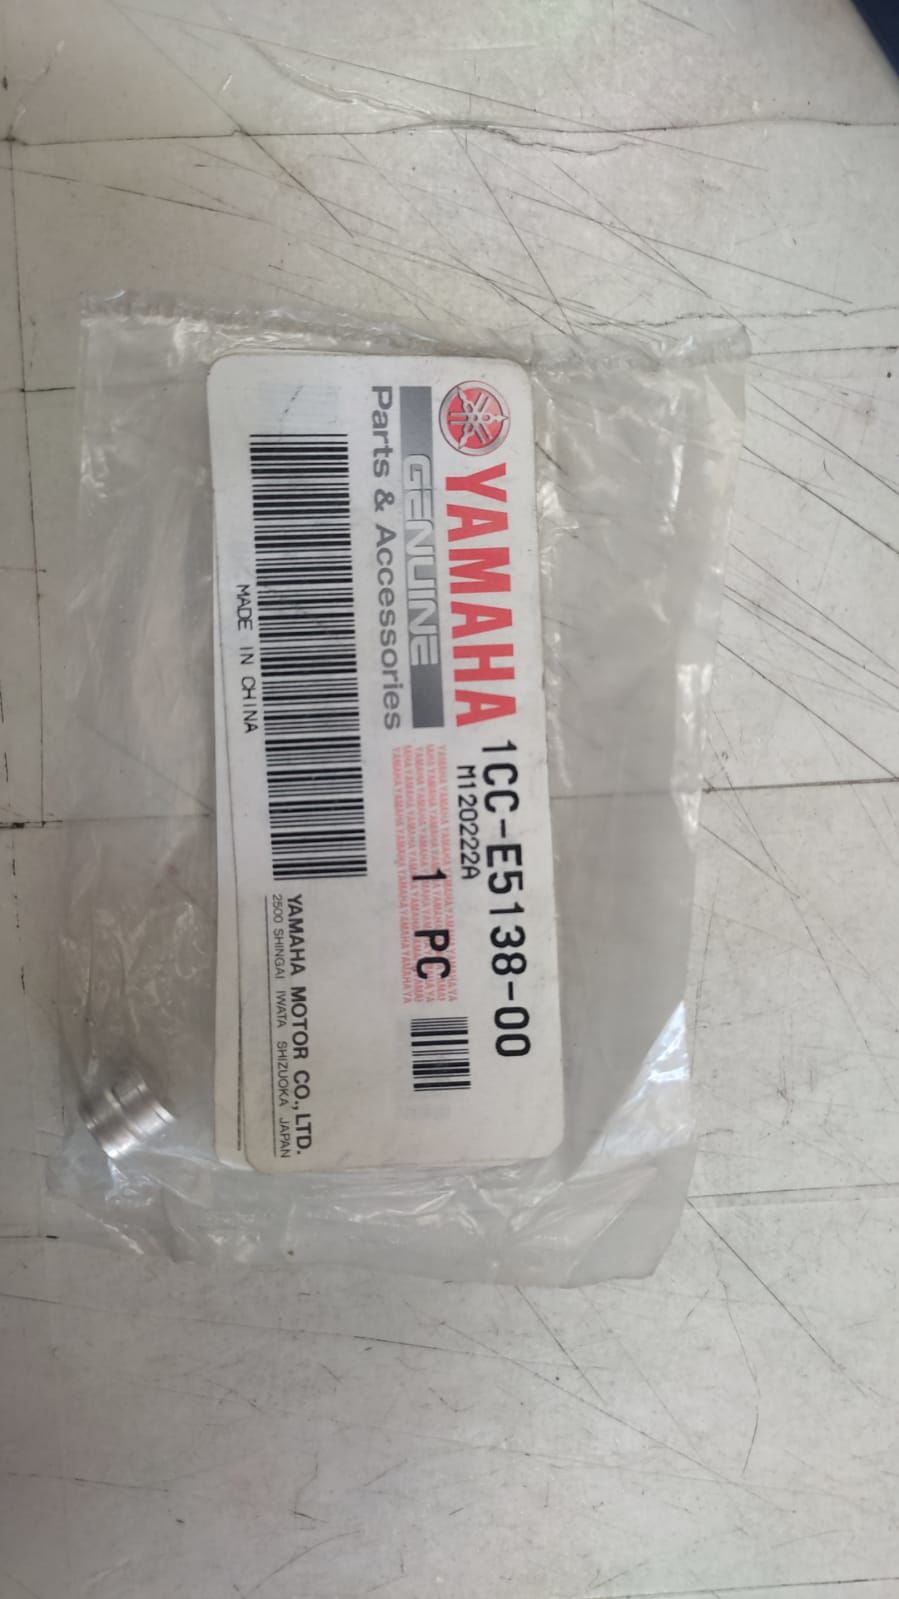 YAMAHA
GENUINE
Parts & Accessories
1CC-E5138-00
M120222A
1 PC
MADE IN CHINA
YAMAHA MOTOR CO., LTD.
2500 SHINGAI IWATA SHIZUOKA JAPAN